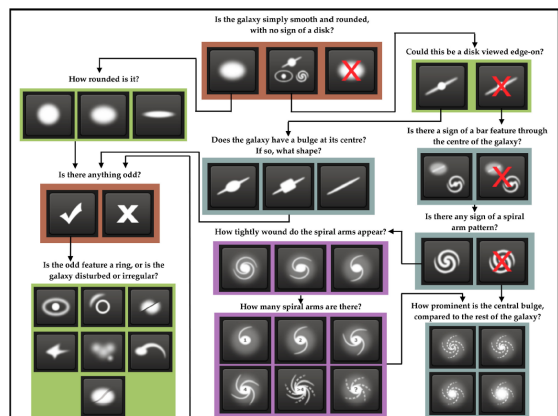 Is the galaxy simply smooth and rounded,
with no sign of a disk?
Could this be a disk viewed edge-on?
How rounded is it?
Does the galaxy have a bulge at its centre?
If so, what shape?
Is there a sign of a bar feature through
the centre of the galaxy?
Is there anything odd?
Is there any sign of a spiral
arm pattern?
How tightly wound do the spiral arms appear?
Is the odd feature a ring, or is the
galaxy disturbed or irregular?
How many spiral arms are there?
How prominent is the central bulge,
compared to the rest of the galaxy?
1
2
3
4
?